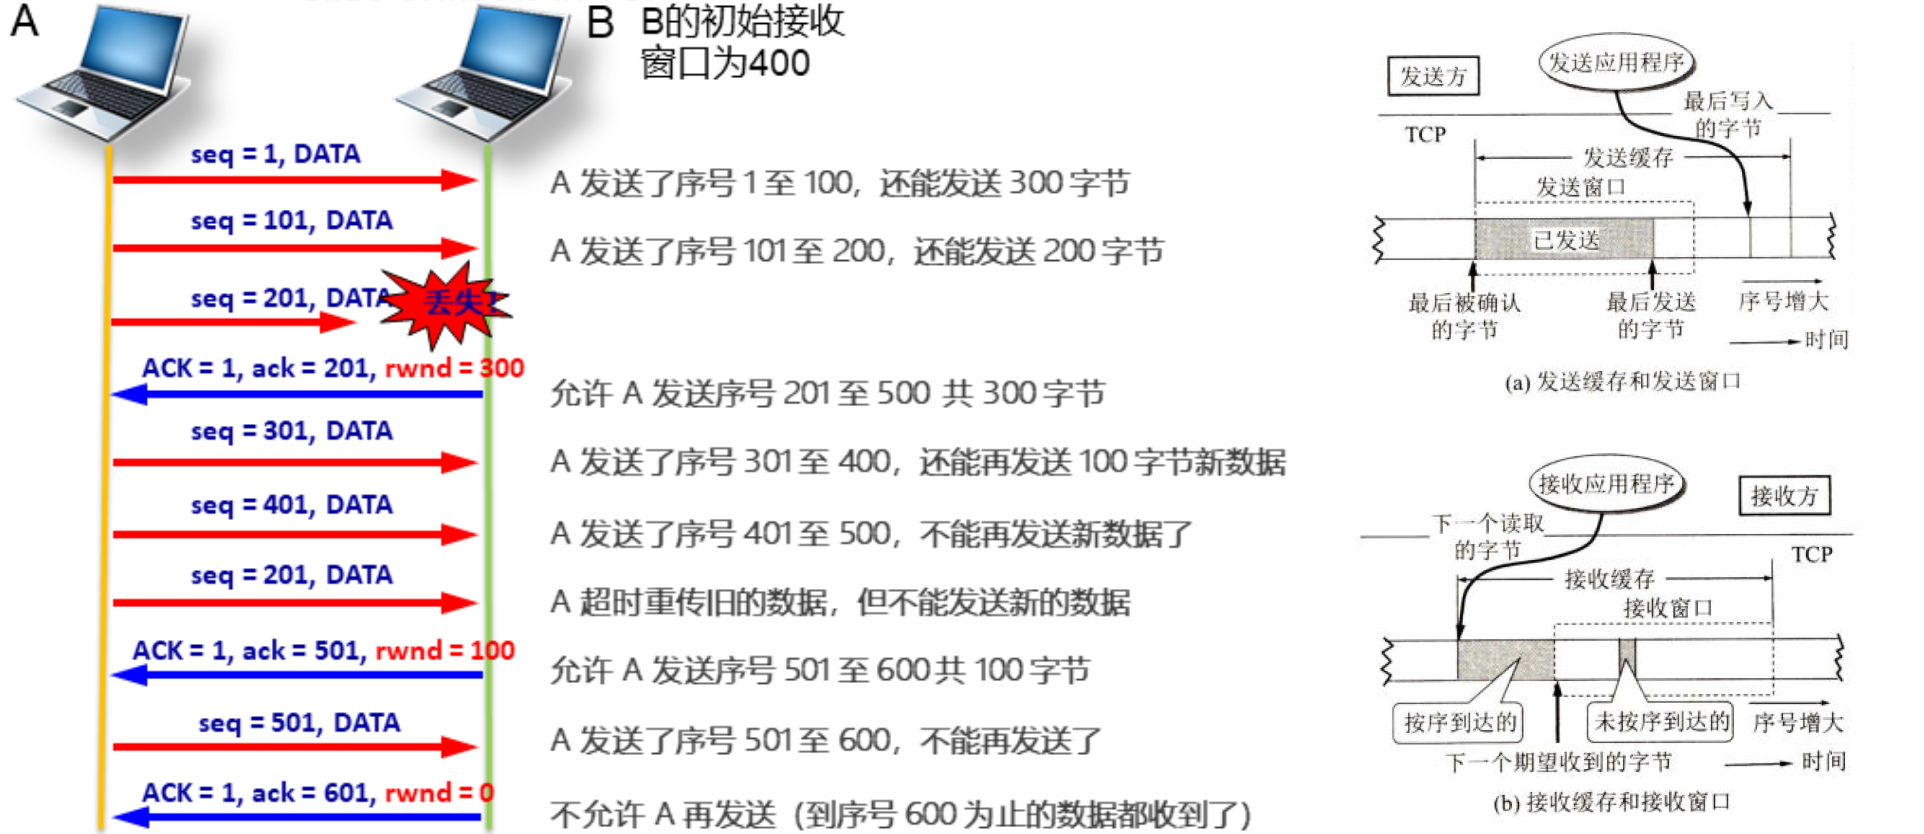 A
B
B的初始接收
窗口为400
seq = 1, DATA
A 发送了序号 1 至 100，还能发送 300 字节
seq = 101, DATA
A 发送了序号 101 至 200，还能发送 200 字节
seq = 201, DATA
丢失!
ACK = 1, ack = 201, rwnd = 300
允许 A 发送序号 201 至 500 共 300 字节
seq = 301, DATA
A 发送了序号 301 至 400，还能再发送 100 字节新数据
seq = 401, DATA
A 发送了序号 401 至 500，不能再发送新数据了
seq = 201, DATA
A 超时重传旧的数据，但不能发送新的数据
ACK = 1, ack = 501, rwnd = 100
允许 A 发送序号 501 至 600 共 100 字节
seq = 501, DATA
A 发送了序号 501 至 600，不能再发送了
ACK = 1, ack = 601, rwnd = 0
不允许 A 再发送（到序号 600 为止的数据都收到了）
发送方
发送应用程序
最后写入
的字节
TCP
发送缓存
发送窗口
已发送
最后被确认
的字节
最后发送
的字节
序号增大
时间
(a) 发送缓存和发送窗口
接收应用程序
接收方
下一个读取
的字节
TCP
接收缓存
接收窗口
按序到达的
未按序到达的
序号增大
下一个期望收到的字节
时间
(b) 接收缓存和接收窗口